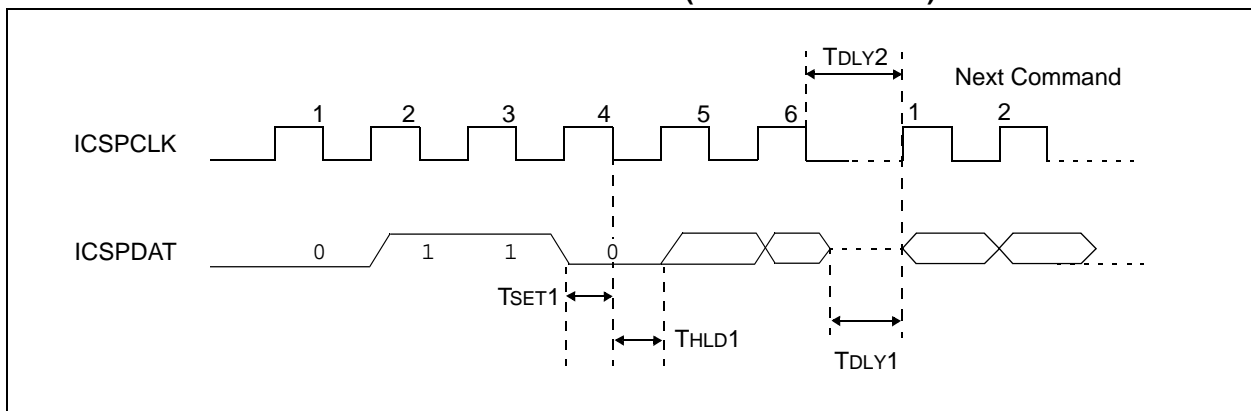 TDLY2
Next Command
1 2 3 4 5 6 1 2
ICSPCLK
ICSPDAT
0 1 1 0
TSET1
THLD1
TDLY1